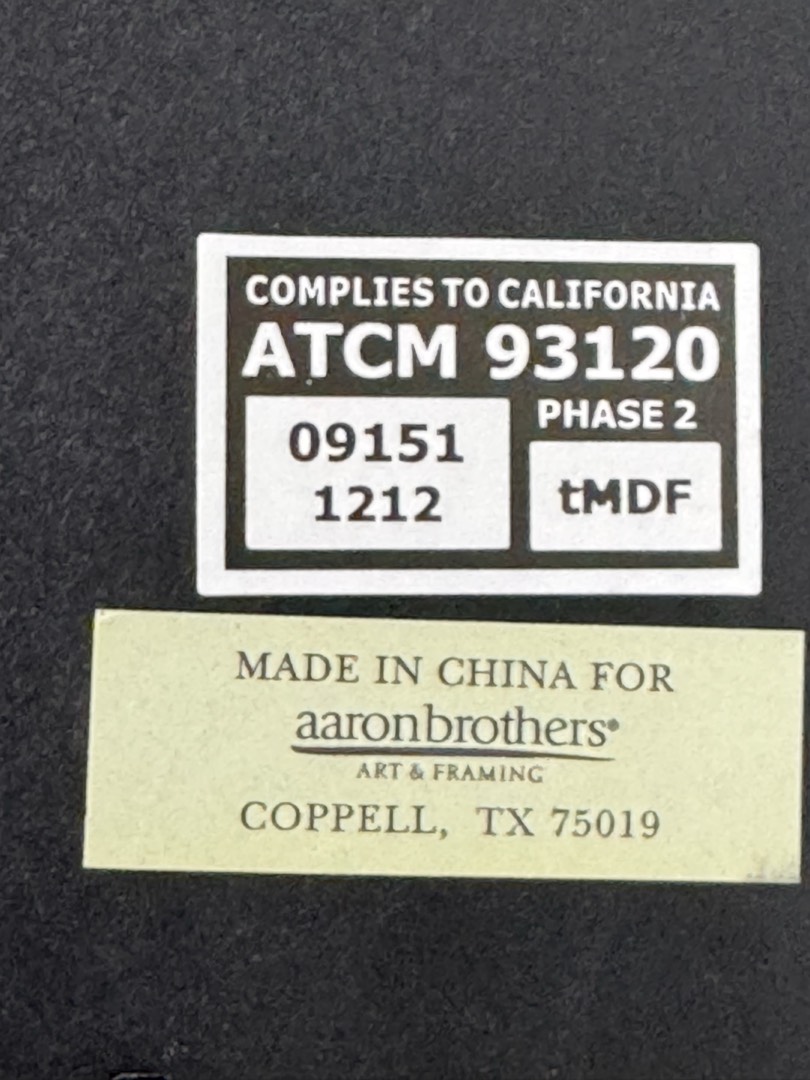 COMPLIES TO CALIFORNIA
ATCM 93120
PHASE 2
09151
1212
tMDF
MADE IN CHINA FOR
aaronbrothers®
ART & FRAMING
COPPELL, TX 75019